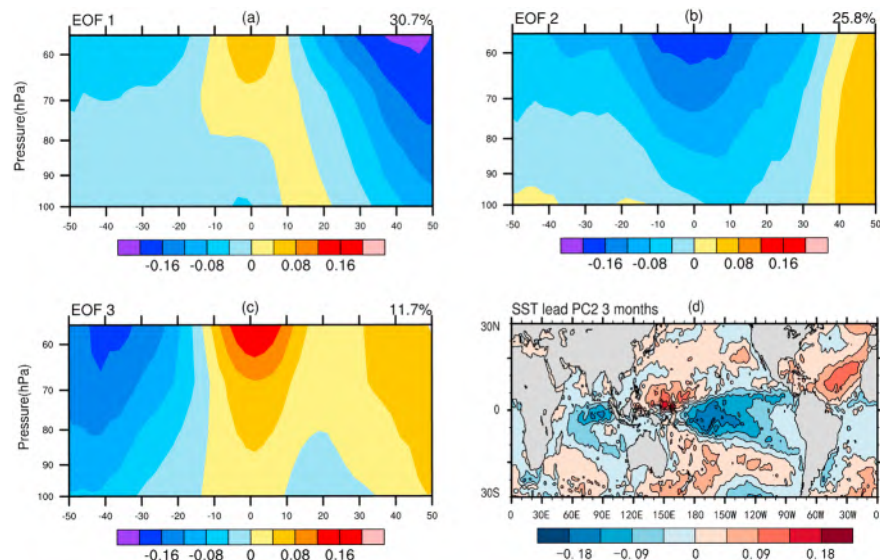 EOF 1 (a) 30.7%
Pressure(hPa)
60
70
80
90
100
-50 -40 -30 -20 -10 0 10 20 30 40 50
-0.16 -0.08 0 0.08 0.16
EOF 2 (b) 25.8%
60
70
80
90
100
-50 -40 -30 -20 -10 0 10 20 30 40 50
-0.16 -0.08 0 0.08 0.16
EOF 3 (c) 11.7%
Pressure(hPa)
60
70
80
90
100
-50 -40 -30 -20 -10 0 10 20 30 40 50
-0.16 -0.08 0 0.08 0.16
SST lead PC2 3 months (d)
30N
0
30S
0 30E 60E 90E 120E 150E 180 150W 120W 90W 60W 30W 0
-0.18 -0.09 0 0.09 0.18